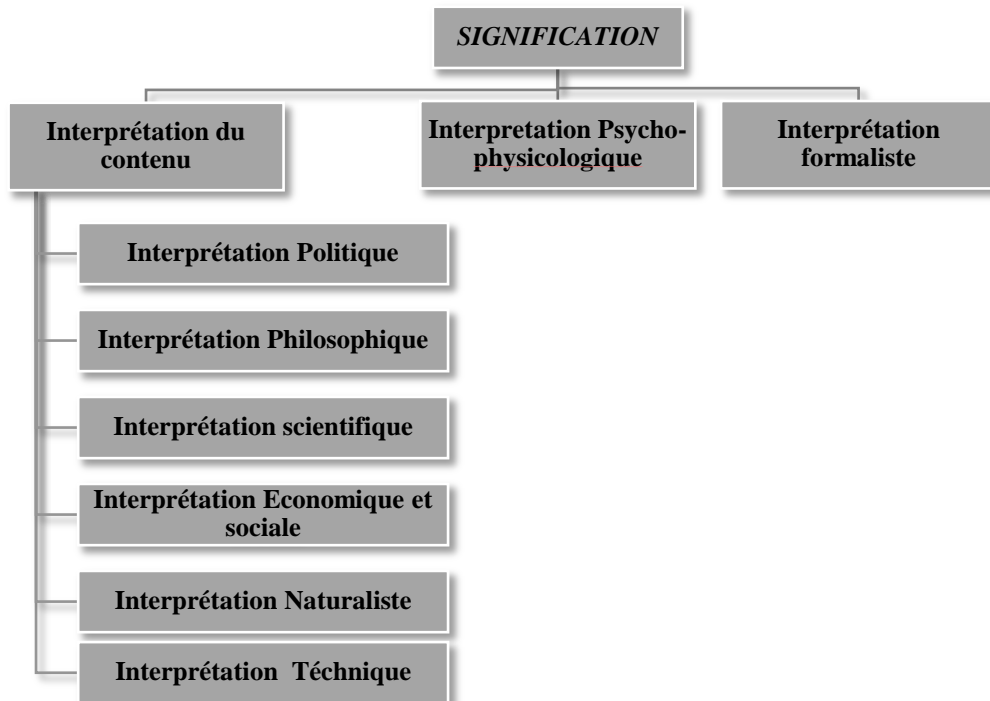 SIGNIFICATION
Interprétation du
contenu
Interpretation Psycho-
physicologique
Interprétation
formaliste
Interprétation Politique
Interprétation Philosophique
Interprétation scientifique
Interprétation Economique et
sociale
Interprétation Naturaliste
Interprétation Téchnique